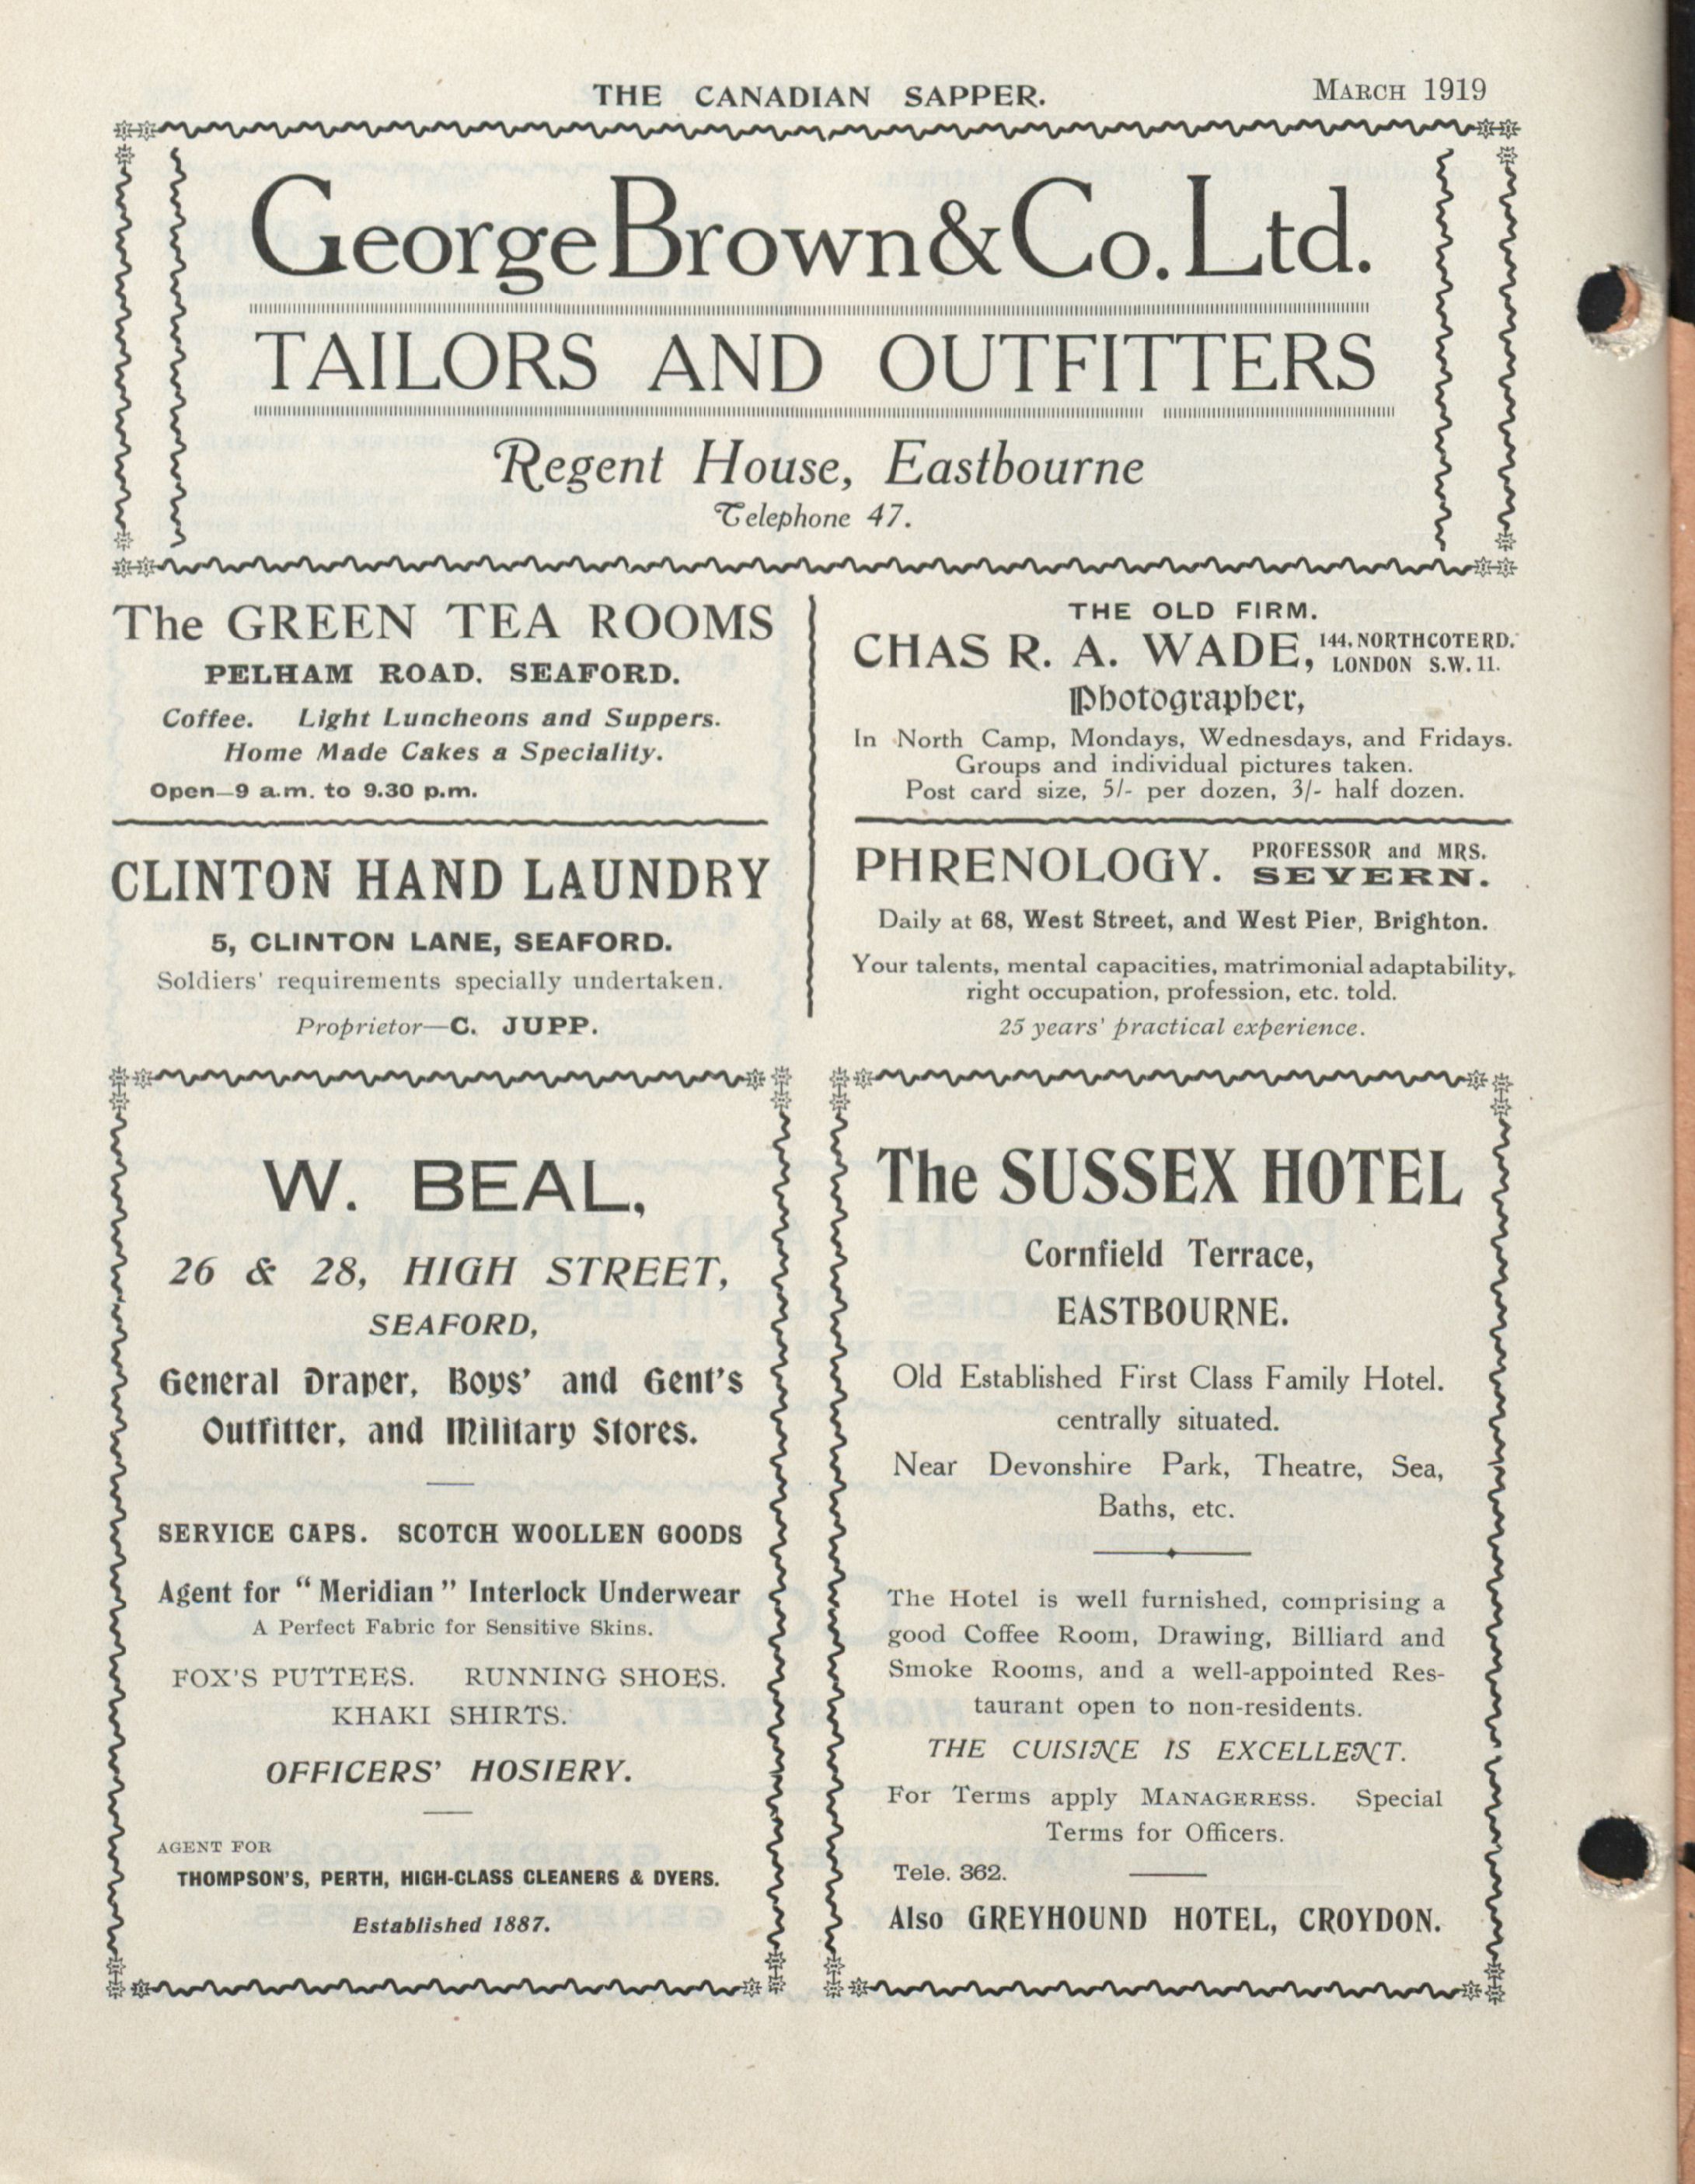 THE CANADIAN SAPPER.
MARCH 1919
George Brown & Co. Ltd.
TAILORS AND OUTFITTERS
Regent House, Eastbourne
Telephone 47.
The GREEN TEA ROOMS
PELHAM ROAD. SEAFORD.
Coffee. Light Luncheons and Suppers.
Home Made Cakes a Speciality.
Open—9 a.m. to 9.30 p.m.
CLINTON HAND LAUNDRY
5, CLINTON LANE, SEAFORD.
Soldiers' requirements specially undertaken.
Proprietor—C. JUPP.
THE OLD FIRM.
CHAS R. A. WADE, 144, NORTHCOTE RD.
LONDON S.W. 11.
Photographer,
In North Camp, Mondays, Wednesdays, and Fridays.
Groups and individual pictures taken.
Post card size, 5/- per dozen, 3/- half dozen.
PHRENOLOGY. PROFESSOR and MRS.
SEVERN.
Daily at 68, West Street, and West Pier, Brighton.
Your talents, mental capacities, matrimonial adaptability,
right occupation, profession, etc. told.
25 years' practical experience.
W. BEAL,
26 & 28, HIGH STREET,
SEAFORD,
General Draper, Boys' and Gent's
Outfitter, and Military Stores.
SERVICE CAPS. SCOTCH WOOLLEN GOODS
Agent for "Meridian" Interlock Underwear
A Perfect Fabric for Sensitive Skins.
FOX'S PUTTEES. RUNNING SHOES.
KHAKI SHIRTS.
OFFICERS' HOSIERY.
AGENT FOR
THOMPSON'S, PERTH, HIGH-CLASS CLEANERS & DYERS.
Established 1887.
The SUSSEX HOTEL
Cornfield Terrace,
EASTBOURNE.
Old Established First Class Family Hotel.
centrally situated.
Near Devonshire Park, Theatre, Sea,
Baths, etc.
The Hotel is well furnished, comprising a
good Coffee Room, Drawing, Billiard and
Smoke Rooms, and a well-appointed Res-
taurant open to non-residents.
THE CUISINE IS EXCELLENT.
For Terms apply MANAGERESS. Special
Terms for Officers.
Tele. 362.
Also GREYHOUND HOTEL, CROYDON.